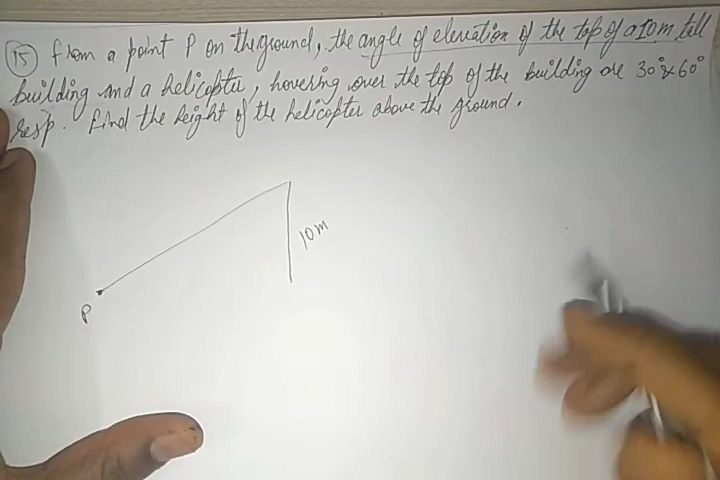 15 from a point P on the ground, the angle of elevation of the top of a 10m tall
building and a helicopter, hovering over the top of the building are 30° & 60°
resp. Find the height of the helicopter above the ground.
10m
P